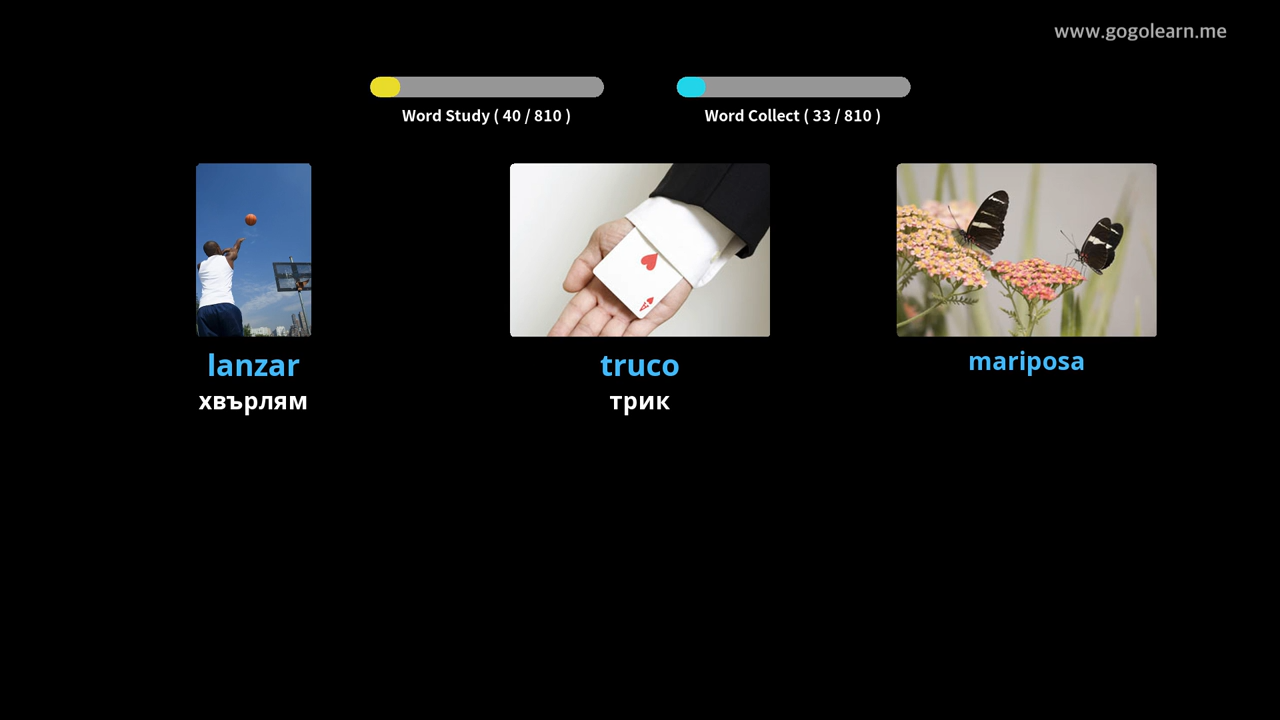 www.gogolearn.me
Word Study ( 40 / 810 )
Word Collect ( 33 / 810 )
lanzar
хвърлям
truco
трик
mariposa